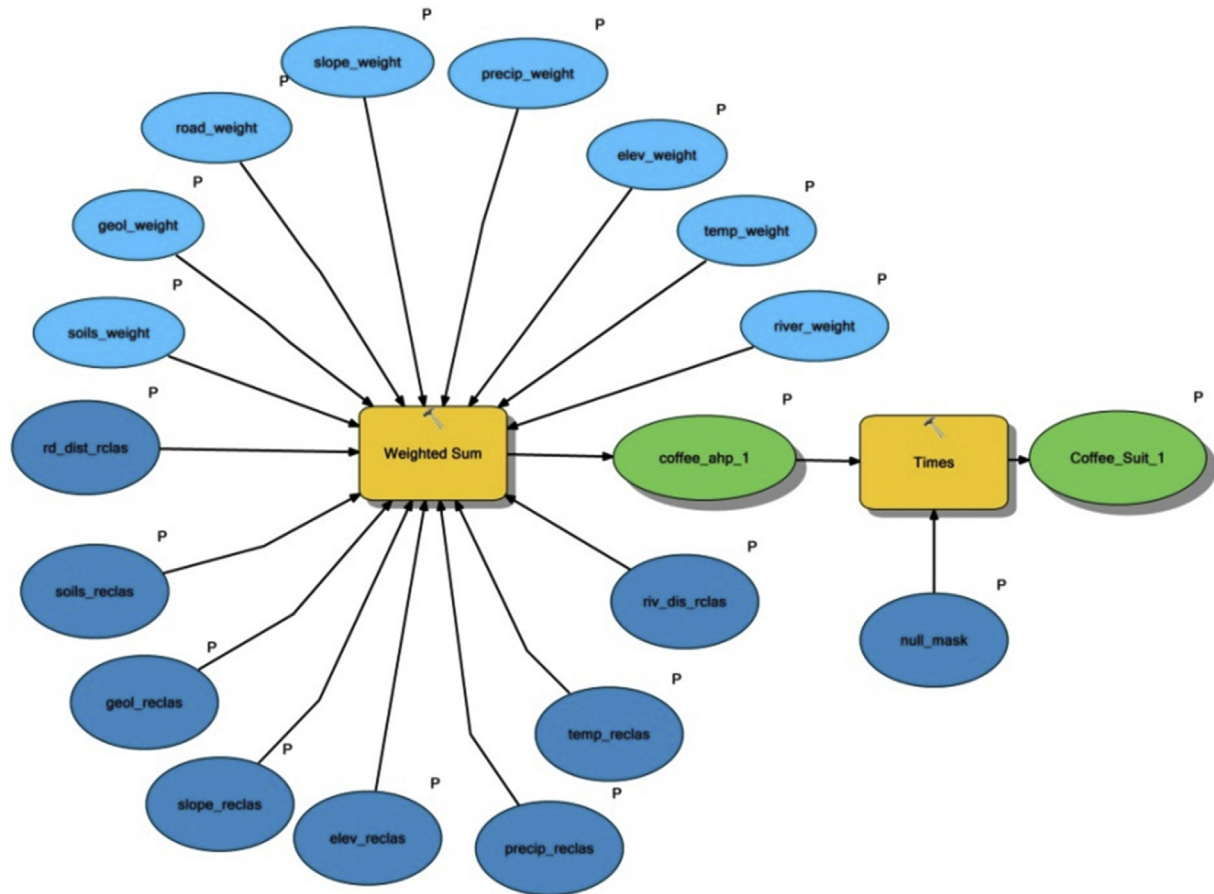 P
slope_weight
P
precip_weight
P
road_weight
P
elev_weight
P
geol_weight
P
temp_weight
P
soils_weight
P
river_weight
P
rd_dist_rclas
Weighted Sum
P
coffee_ahp_1
Times
P
Coffee_Suit_1
P
soils_reclas
P
riv_dis_rclas
P
null_mask
P
geol_reclas
P
temp_reclas
P
slope_reclas
P
elev_reclas
P
precip_reclas